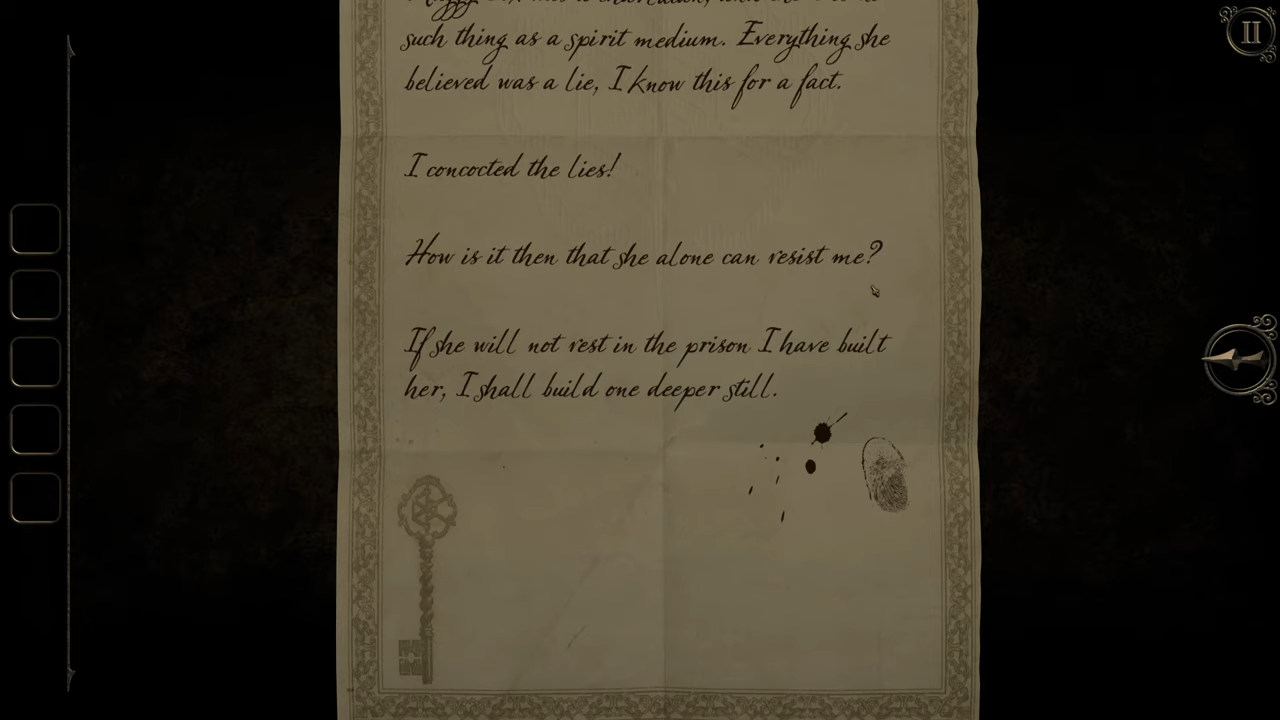 such thing as a spirit medium. Everything she
believed was a lie, I know this for a fact.
I concocted the lies!
How is it then that she alone can resist me?
If she will not rest in the prison I have built
her, I shall build one deeper still.